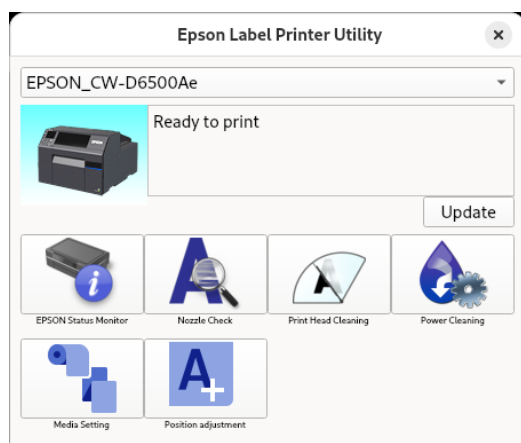 Epson Label Printer Utility
EPSON_CW-D6500Ae
Ready to print
Update
EPSON Status Monitor
Nozzle Check
Print Head Cleaning
Power Cleaning
Media Setting
Position adjustment